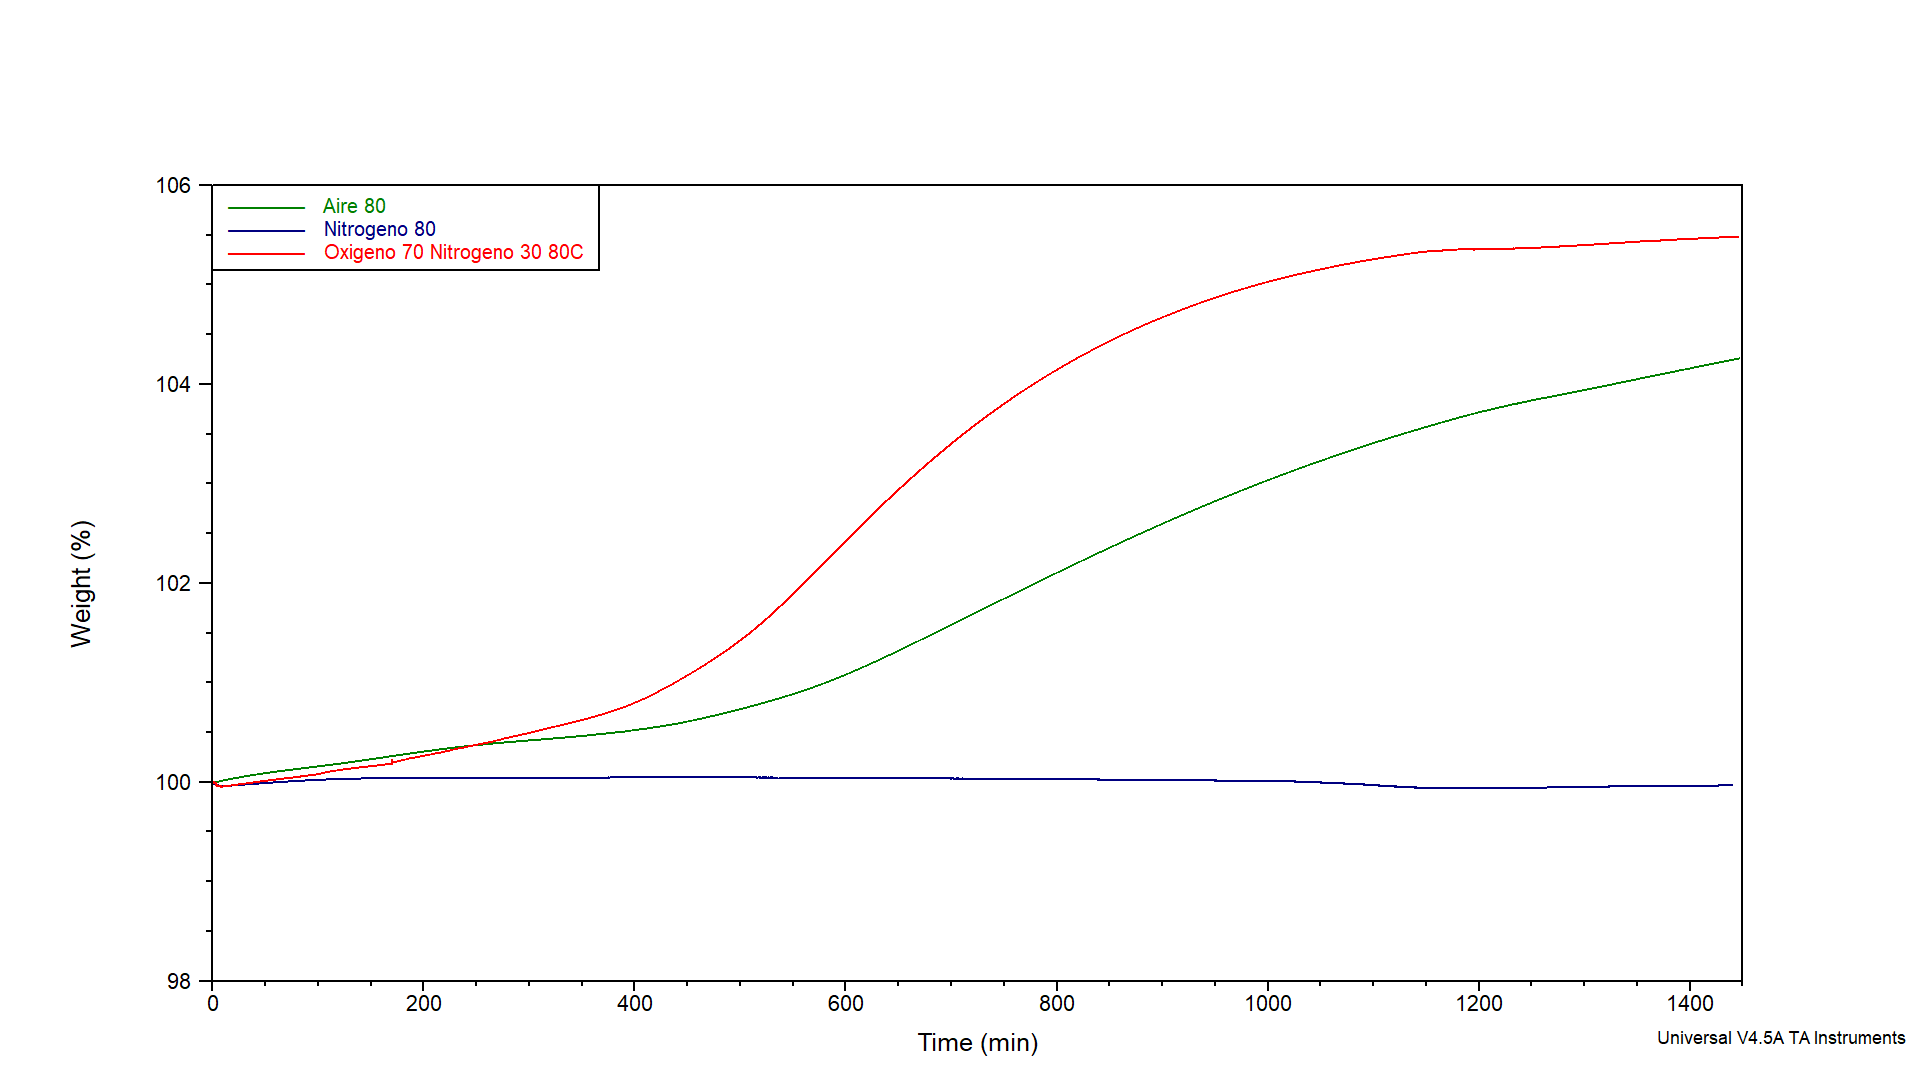 Aire 80
Nitrogeno 80
Oxigeno 70 Nitrogeno 30 80C
106
104
102
100
98
Weight (%)
0 200 400 600 800 1000 1200 1400
Time (min)
Universal V4.5A TA Instruments